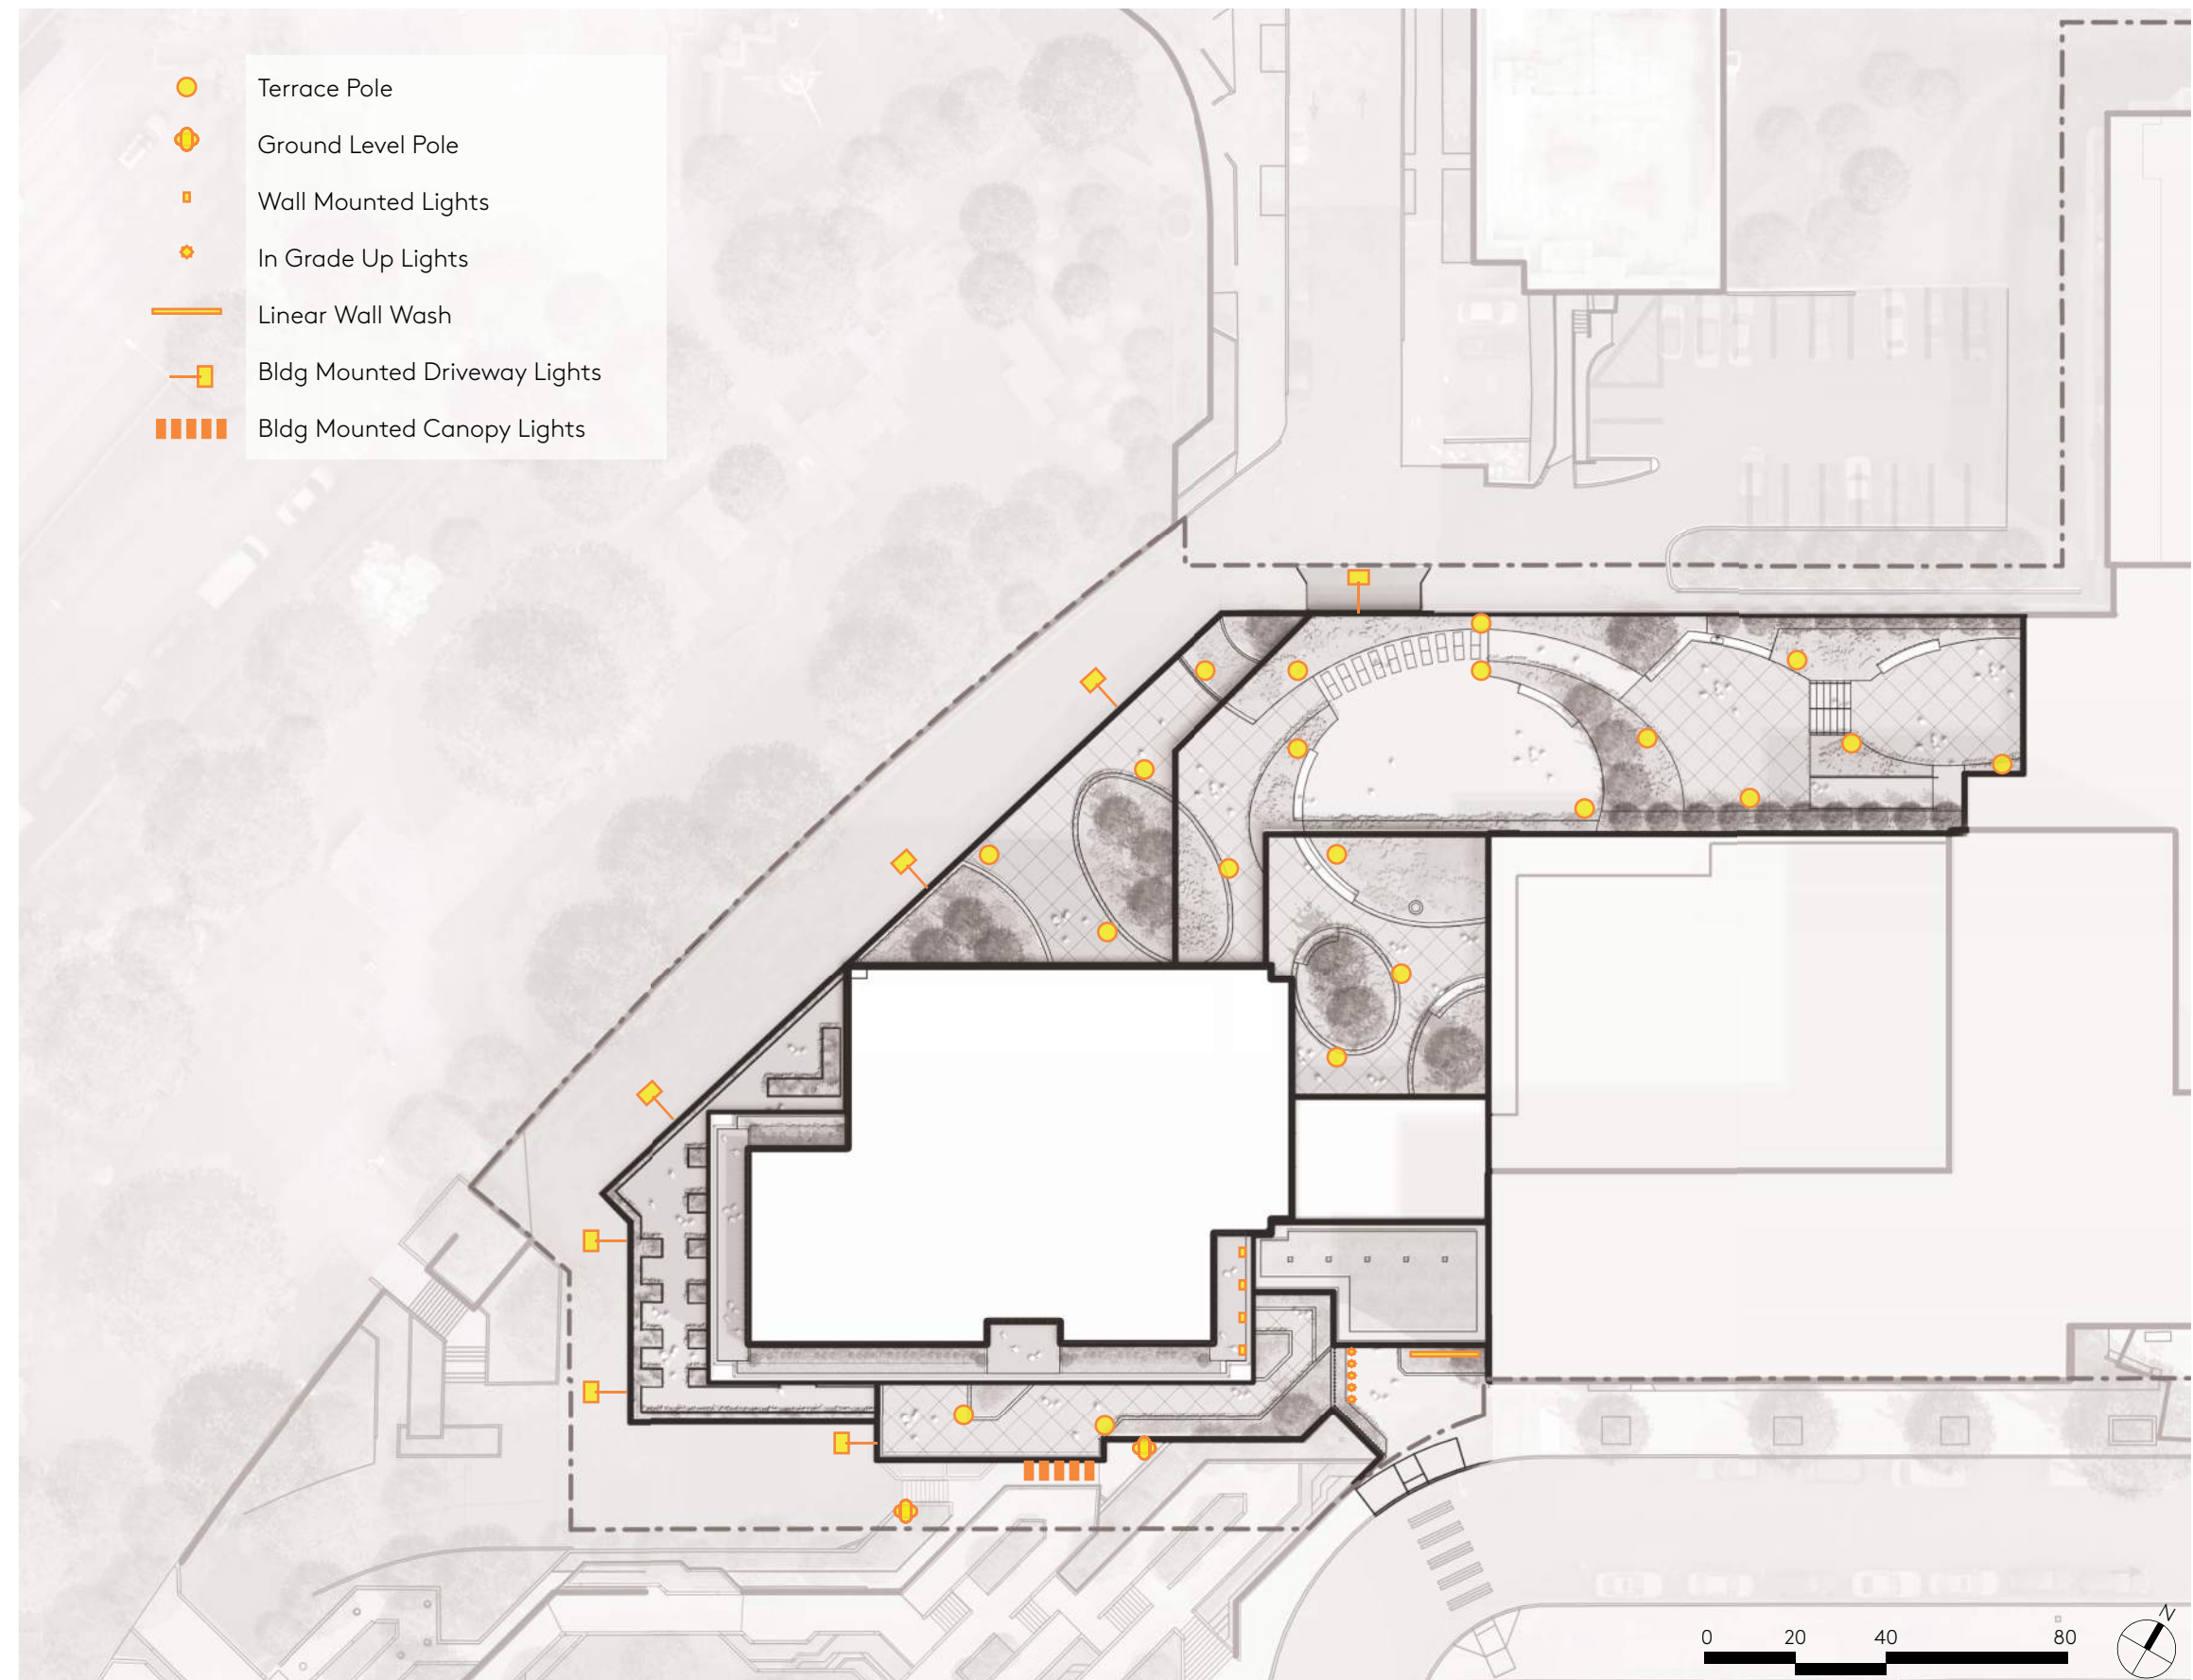 Terrace Pole
Ground Level Pole
Wall Mounted Lights
In Grade Up Lights
Linear Wall Wash
Bldg Mounted Driveway Lights
Bldg Mounted Canopy Lights
0 20 40 80
N